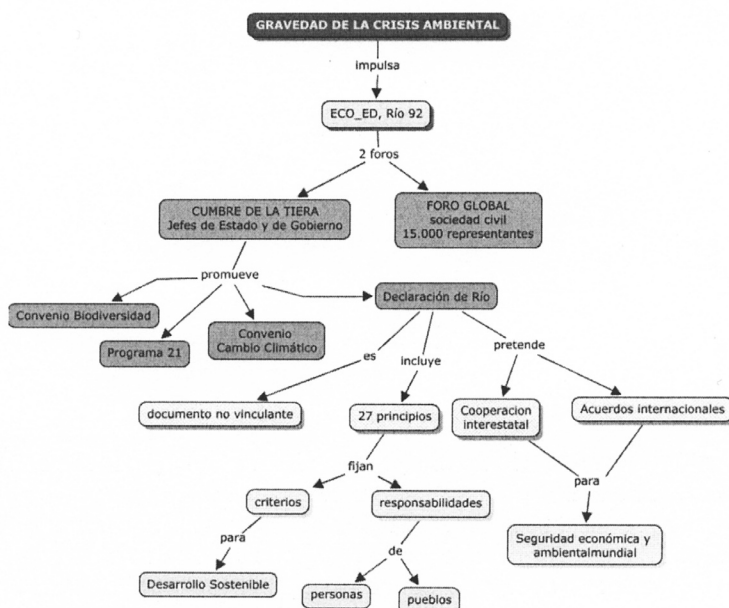 GRAVEDAD DE LA CRISIS AMBIENTAL
impulsa
ECO_ED, Río 92
2 foros
CUMBRE DE LA TIERA
Jefes de Estado y de Gobierno
FORO GLOBAL
sociedad civil
15.000 representantes
promueve
Convenio Biodiversidad
Programa 21
Convenio
Cambio Climático
Declaración de Río
es
incluye
pretende
documento no vinculante
27 principios
Cooperacion
interestatal
Acuerdos internacionales
fijan
para
criterios
responsabilidades
para
de
Seguridad económica y
ambientalmundial
Desarrollo Sostenible
personas
pueblos